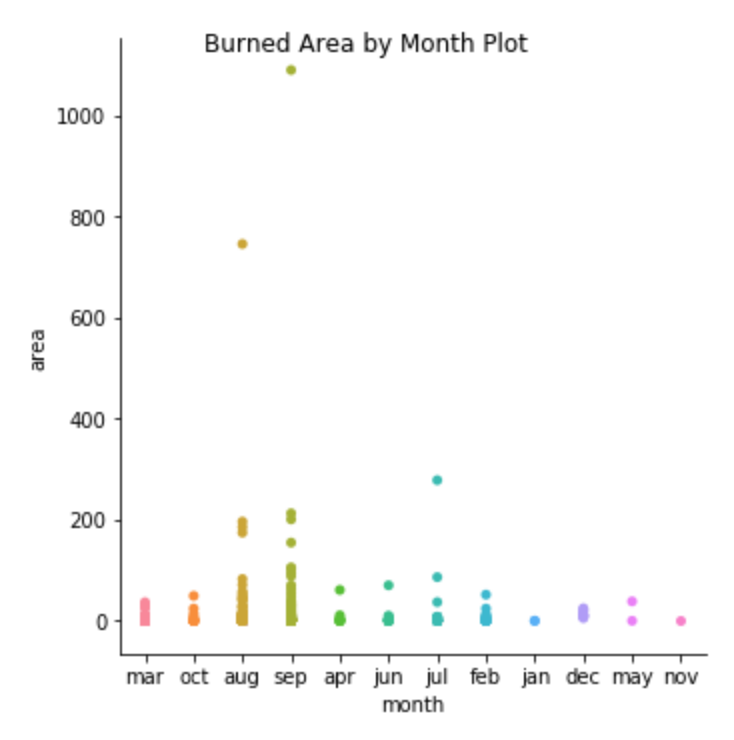 Burned Area by Month Plot
1000
800
600
400
200
0
area
mar oct aug sep apr jun jul feb jan dec may nov
month